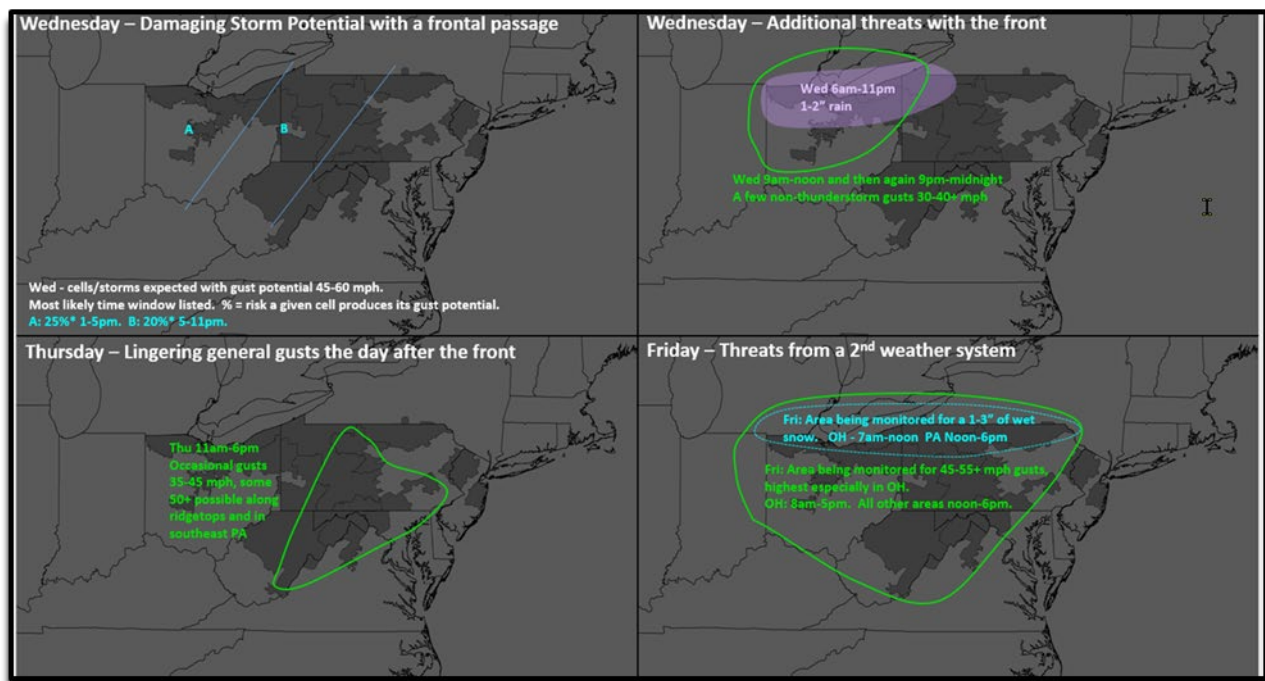 Wednesday – Damaging Storm Potential with a frontal passage
A
B
Wed - cells/storms expected with gust potential 45-60 mph.
Most likely time window listed.  % = risk a given cell produces its gust potential.
A: 25%* 1-5pm.  B: 20%* 5-11pm.
Wednesday – Additional threats with the front
Wed 6am-11pm
1-2" rain
Wed 9am-noon and then again 9pm-midnight
A few non-thunderstorm gusts 30-40+ mph
Thursday – Lingering general gusts the day after the front
Thu 11am-6pm
Occasional gusts
35-45 mph, some
50+ possible along
ridgetops and in
southeast PA
Friday – Threats from a 2nd weather system
Fri: Area being monitored for a 1-3" of wet
snow.   OH - 7am-noon  PA Noon-6pm
Fri: Area being monitored for 45-55+ mph gusts,
highest especially in OH.
OH: 8am-5pm.  All other areas noon-6pm.